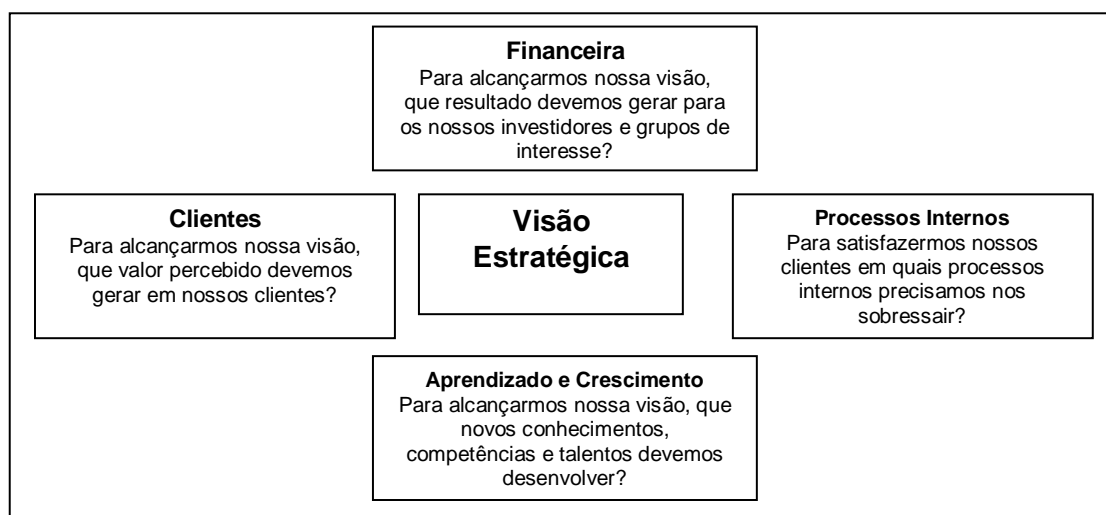 Financeira
Para alcançarmos nossa visão,
que resultado devemos gerar para
os nossos investidores e grupos de
interesse?
Clientes
Para alcançarmos nossa visão,
que valor percebido devemos
gerar em nossos clientes?
Visão
Estratégica
Processos Internos
Para satisfazermos nossos
clientes em quais processos
internos precisamos nos
sobressair?
Aprendizado e Crescimento
Para alcançarmos nossa visão, que
novos conhecimentos,
competências e talentos devemos
desenvolver?